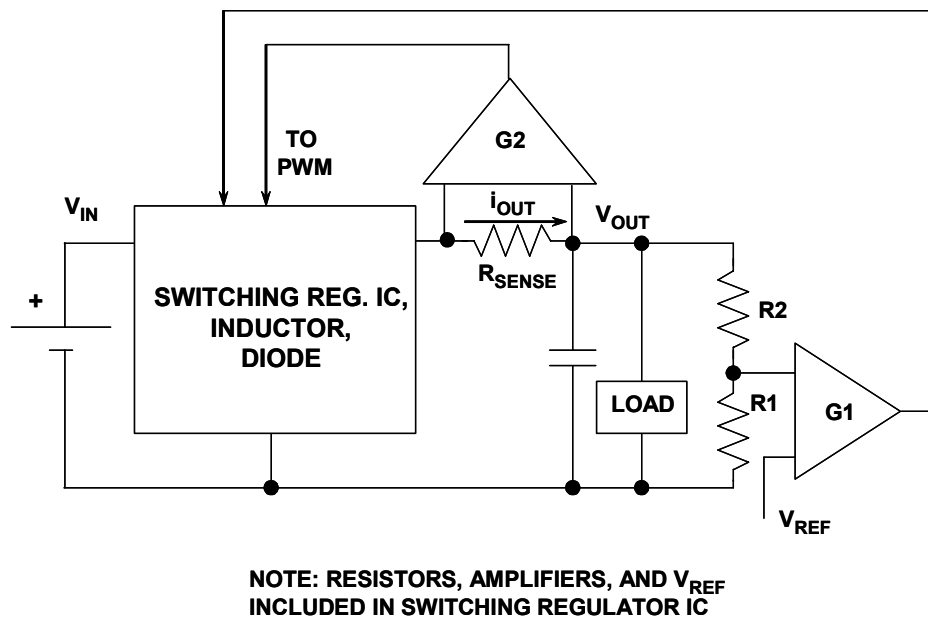 TO
PWM
G2
V_IN
i_OUT
V_OUT
R_SENSE
+
SWITCHING REG. IC,
INDUCTOR,
DIODE
R2
LOAD
R1
G1
V_REF
NOTE: RESISTORS, AMPLIFIERS, AND V_REF
INCLUDED IN SWITCHING REGULATOR IC